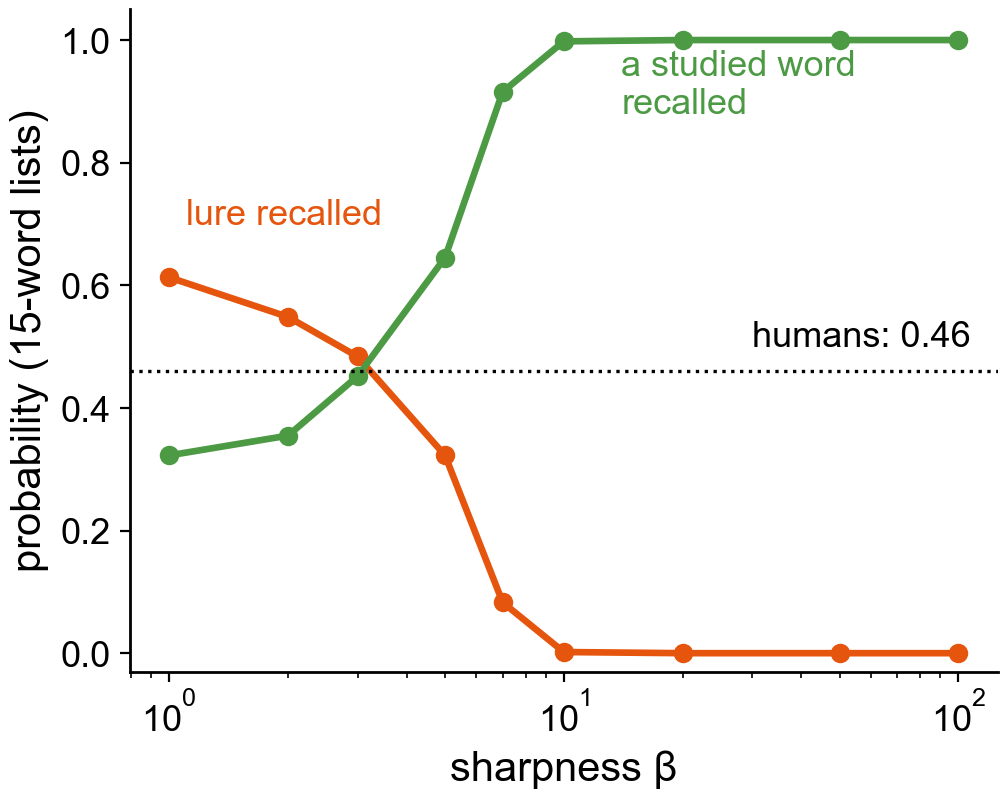 1.0
a studied word
recalled
0.8
lure recalled
0.6
humans: 0.46
0.4
0.2
0.0
probability (15-word lists)
10⁰
10¹
10²
sharpness β